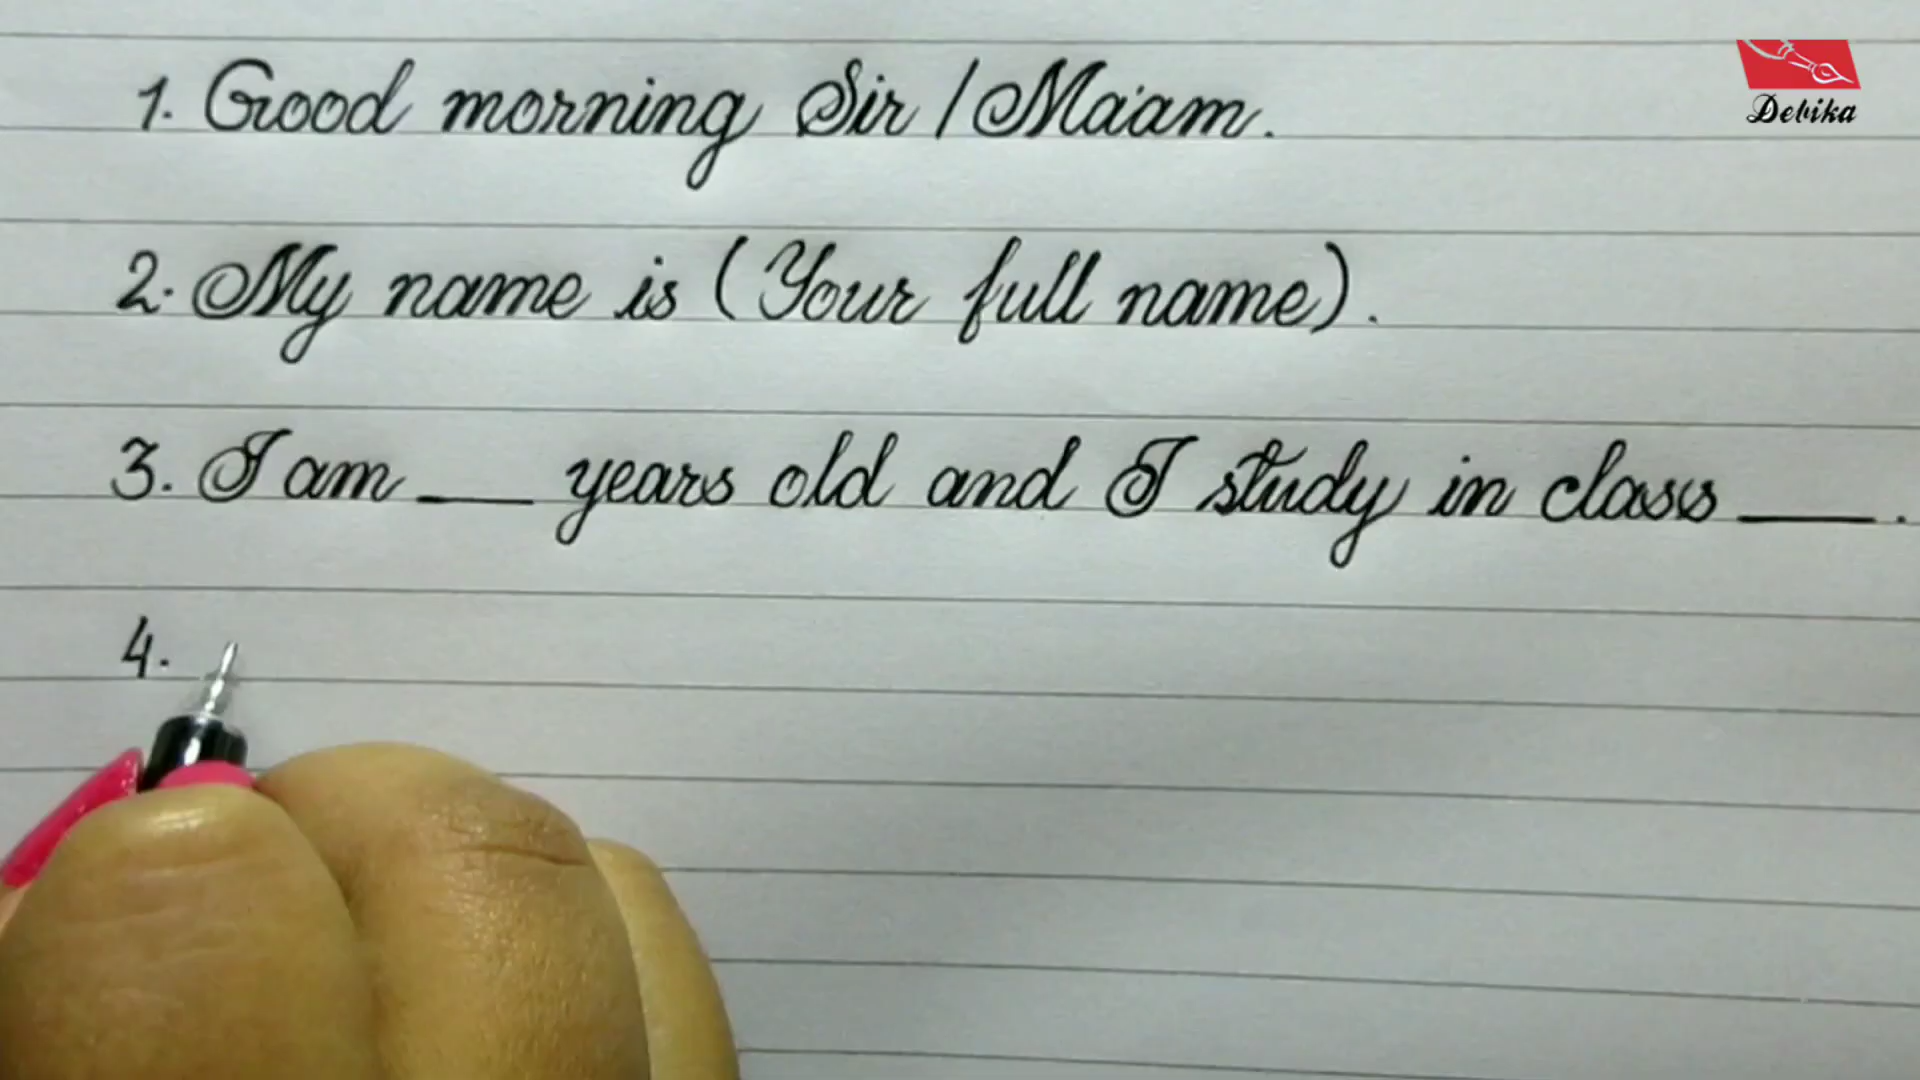 1. Good morning Sir / Ma'am.
Debika
2. My name is (Your full name).
3. I am ___ years old and I study in class ___.
4.